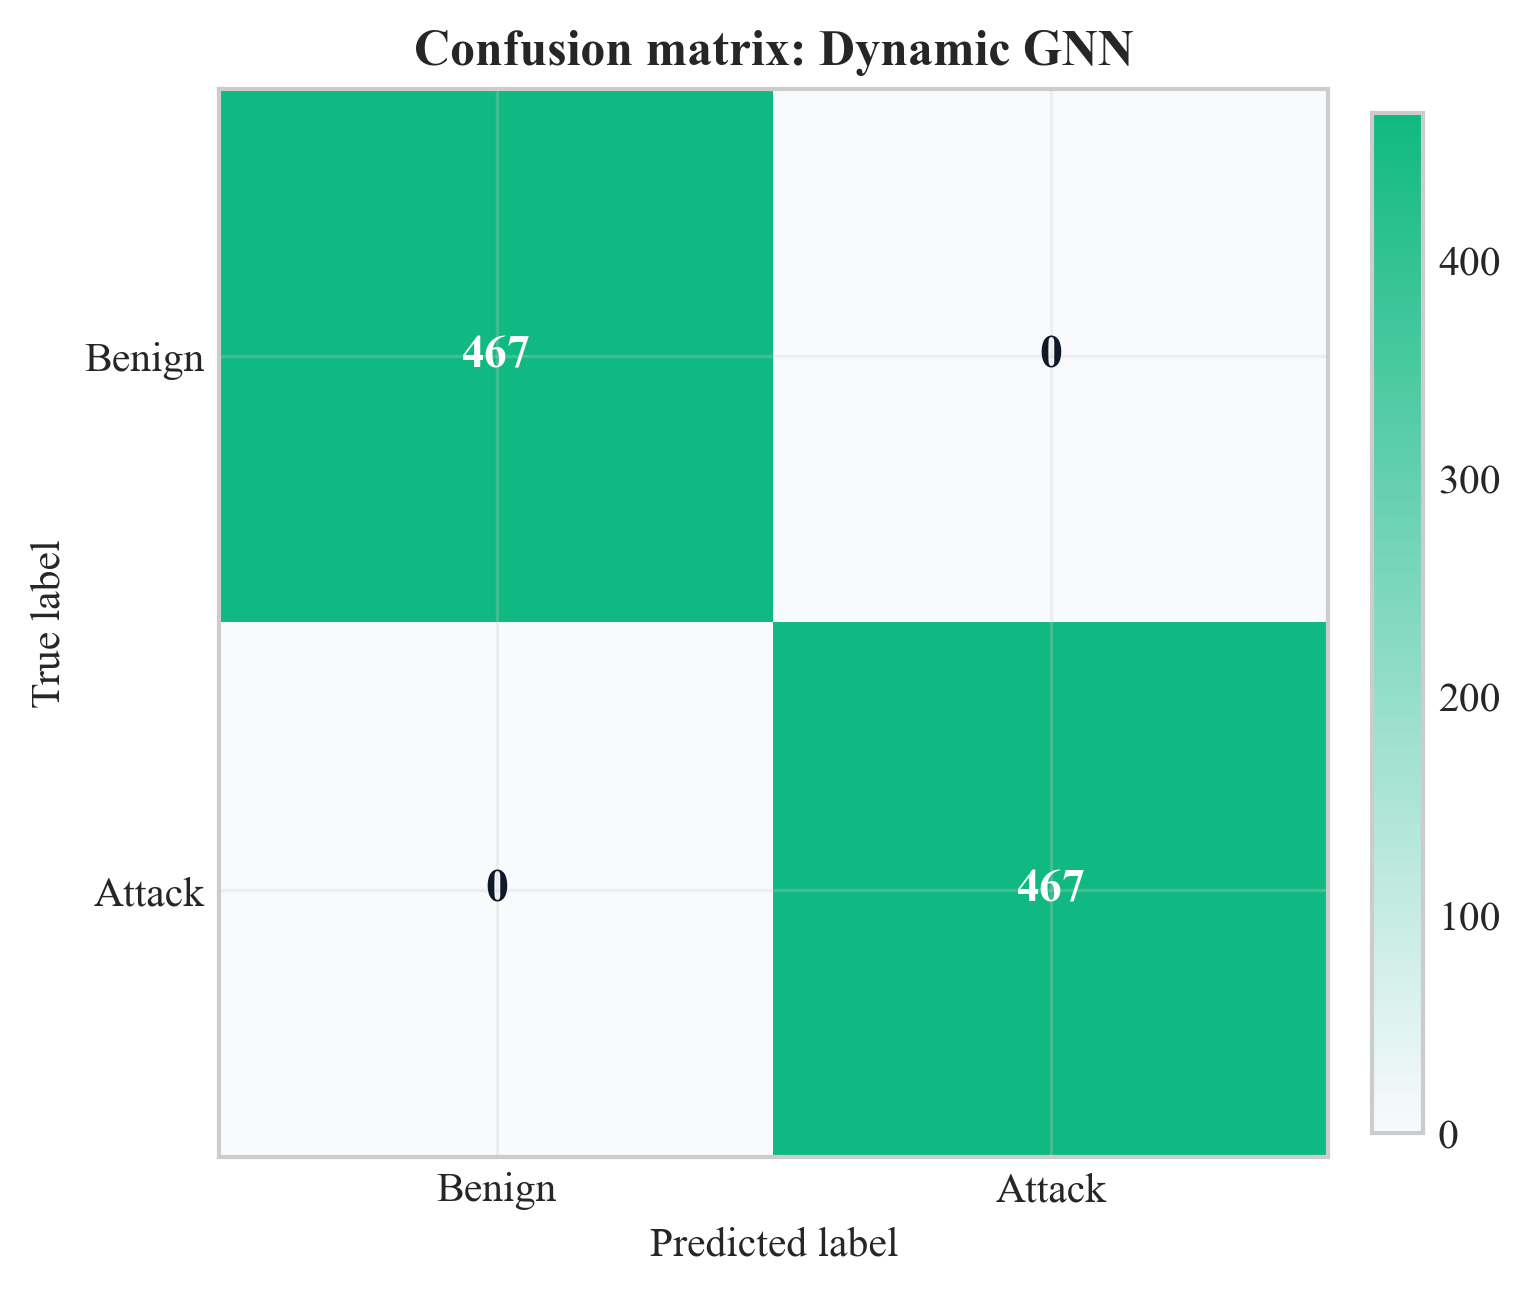 Confusion matrix: Dynamic GNN
Benign
467
0
Attack
0
467
True label
Benign
Attack
Predicted label
400
300
200
100
0